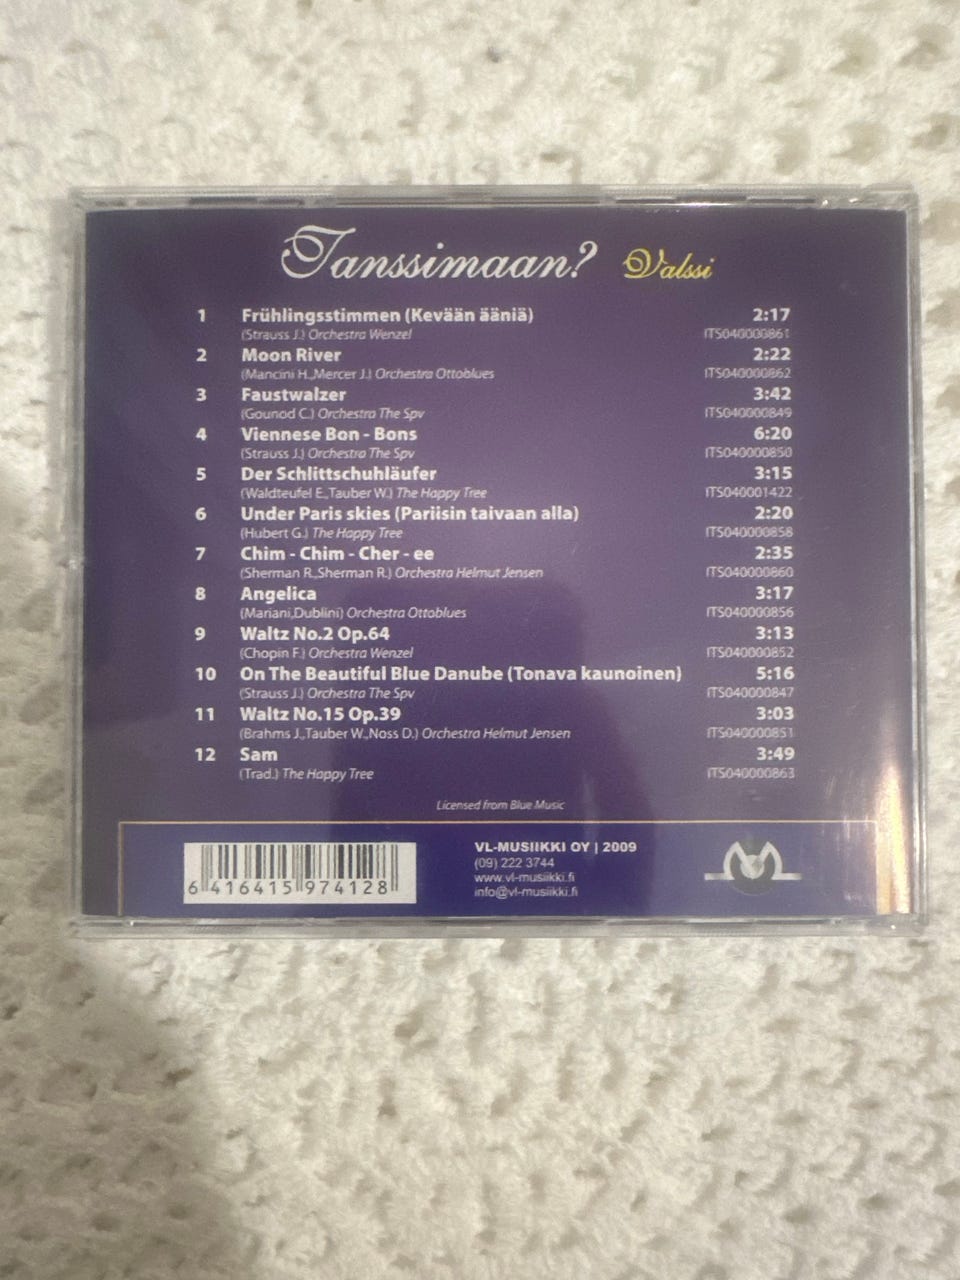 Tanssimaan? Valssi
1 Frühlingsstimmen (Kevään ääniä) 2:17
(Strauss J.) Orchestra Wenzel ITS040000861
2 Moon River 2:22
(Mancini H.,Mercer J.) Orchestra Ottoblues ITS040000862
3 Faustwalzer 3:42
(Gounod C.) Orchestra The Spv ITS040000849
4 Viennese Bon - Bons 6:20
(Strauss J.) Orchestra The Spv ITS040000850
5 Der Schlittschuhläufer 3:15
(Waldteufel E.,Tauber W.) The Happy Tree ITS040001422
6 Under Paris skies (Pariisin taivaan alla) 2:20
(Hubert G.) The Happy Tree ITS040000858
7 Chim - Chim - Cher - ee 2:35
(Sherman R.,Sherman R.) Orchestra Helmut Jensen ITS040000860
8 Angelica 3:17
(Mariani,Dublini) Orchestra Ottoblues ITS040000856
9 Waltz No.2 Op.64 3:13
(Chopin F.) Orchestra Wenzel ITS040000852
10 On The Beautiful Blue Danube (Tonava kaunoinen) 5:16
(Strauss J.) Orchestra The Spv ITS040000847
11 Waltz No.15 Op.39 3:03
(Brahms J.,Tauber W.,Noss D.) Orchestra Helmut Jensen ITS040000851
12 Sam 3:49
(Trad.) The Happy Tree ITS040000863
Licensed from Blue Music
6 416415 974128
VL-MUSIIKKI OY | 2009
(09) 222 3744
www.vl-musiikki.fi
info@vl-musiikki.fi